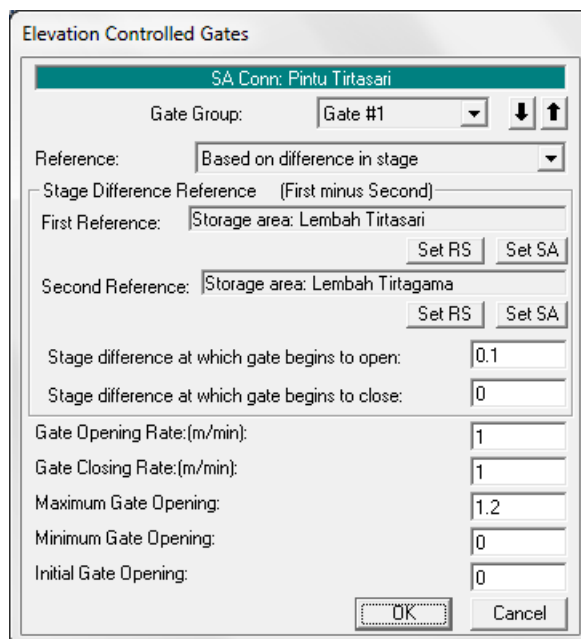 Elevation Controlled Gates
SA Conn: Pintu Tirtasari
Gate Group: Gate #1
Reference: Based on difference in stage
Stage Difference Reference (First minus Second)
First Reference: Storage area: Lembah Tirtasari
Set RS Set SA
Second Reference: Storage area: Lembah Tirtagama
Set RS Set SA
Stage difference at which gate begins to open: 0.1
Stage difference at which gate begins to close: 0
Gate Opening Rate:(m/min): 1
Gate Closing Rate:(m/min): 1
Maximum Gate Opening: 1.2
Minimum Gate Opening: 0
Initial Gate Opening: 0
OK Cancel